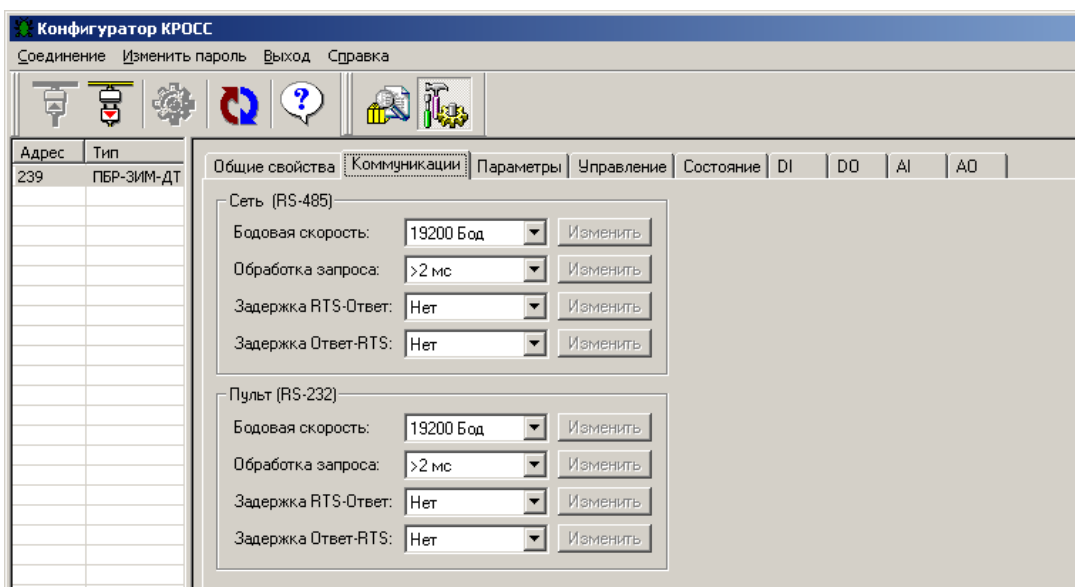 Конфигуратор КРОСС
Соединение Изменить пароль Выход Справка
Адрес Тип
239 ПБР-ЗИМ-ДТ
Общие свойства Коммуникации Параметры Управление Состояние DI DO AI AO
Сеть (RS-485)
Бодовая скорость: 19200 Бод Изменить
Обработка запроса: >2 мс Изменить
Задержка RTS-Ответ: Нет Изменить
Задержка Ответ-RTS: Нет Изменить
Пульт (RS-232)
Бодовая скорость: 19200 Бод Изменить
Обработка запроса: >2 мс Изменить
Задержка RTS-Ответ: Нет Изменить
Задержка Ответ-RTS: Нет Изменить